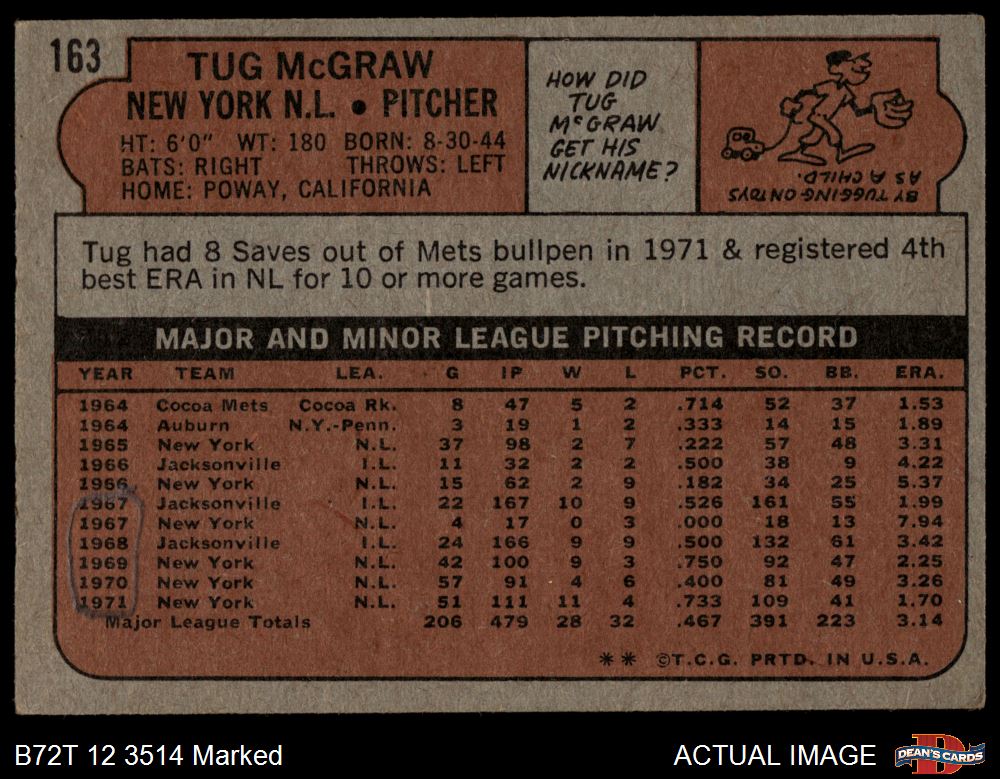 163
TUG McGRAW
NEW YORK N.L. • PITCHER
HT: 6'0" WT: 180 BORN: 8-30-44
BATS: RIGHT THROWS: LEFT
HOME: POWAY, CALIFORNIA
HOW DID
TUG
McGRAW
GET HIS
NICKNAME?
BY TUGGING ON TOYS
AS A CHILD.
Tug had 8 Saves out of Mets bullpen in 1971 & registered 4th
best ERA in NL for 10 or more games.
MAJOR AND MINOR LEAGUE PITCHING RECORD
YEAR TEAM LEA. G IP W L PCT. SO. BB. ERA.
1964 Cocoa Mets Cocoa Rk. 8 47 5 2 .714 52 37 1.53
1964 Auburn N.Y.-Penn. 3 19 1 2 .333 14 15 1.89
1965 New York N.L. 37 98 2 7 .222 57 48 3.31
1966 Jacksonville I.L. 11 32 2 2 .500 38 9 4.22
1966 New York N.L. 15 62 2 9 .182 34 25 5.37
1967 Jacksonville I.L. 22 167 10 9 .526 161 55 1.99
1967 New York N.L. 4 17 0 3 .000 18 13 7.94
1968 Jacksonville I.L. 24 166 9 9 .500 132 61 3.42
1969 New York N.L. 42 100 9 3 .750 92 47 2.25
1970 New York N.L. 57 91 4 6 .400 81 49 3.26
1971 New York N.L. 51 111 11 4 .733 109 41 1.70
Major League Totals 206 479 28 32 .467 391 223 3.14
** ©T.C.G. PRTD. IN U.S.A.
B72T 12 3514 Marked
ACTUAL IMAGE
DEAN'S CARDS